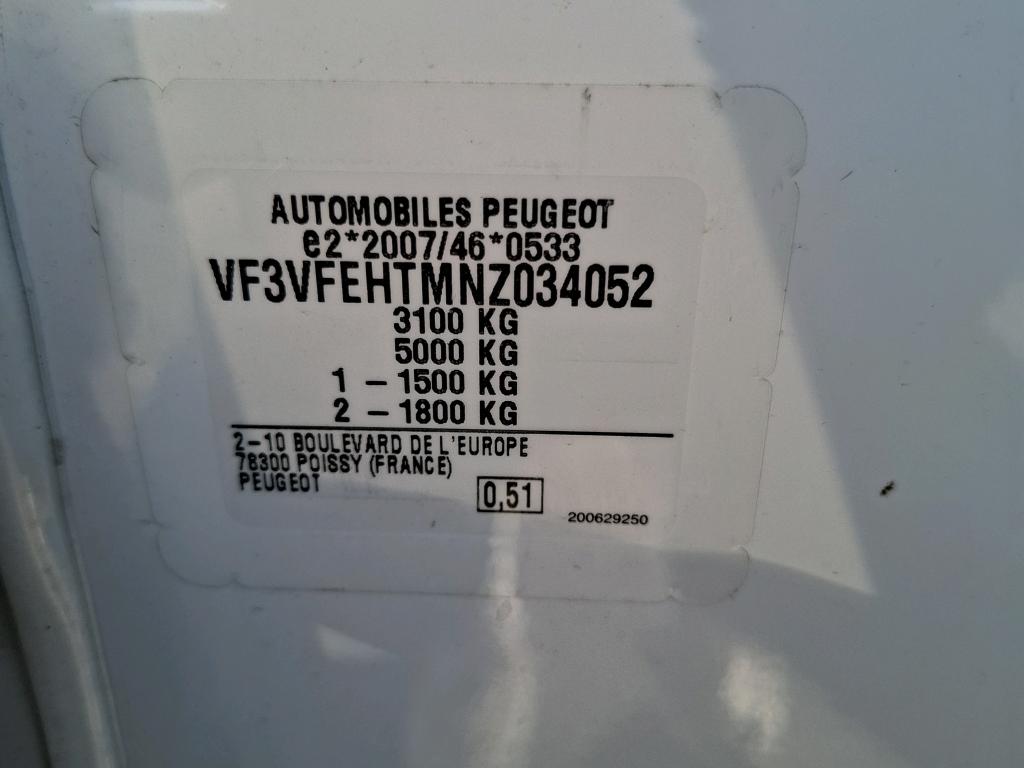 AUTOMOBILES PEUGEOT
e2*2007/46*0533
VF3VFEHTMNZ034052
3100 KG
5000 KG
1 – 1500 KG
2 – 1800 KG
2–10 BOULEVARD DE L'EUROPE
78300 POISSY (FRANCE)
PEUGEOT
0,51
200629250